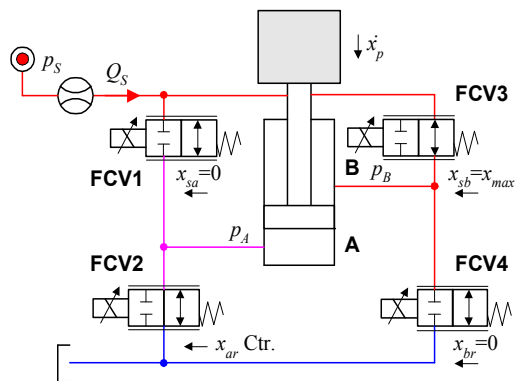 p_S
Q_S
ẋ_p
FCV3
FCV1
B
p_B
x_sa=0
x_sb=x_max
p_A
A
FCV2
FCV4
x_ar Ctr.
x_br=0